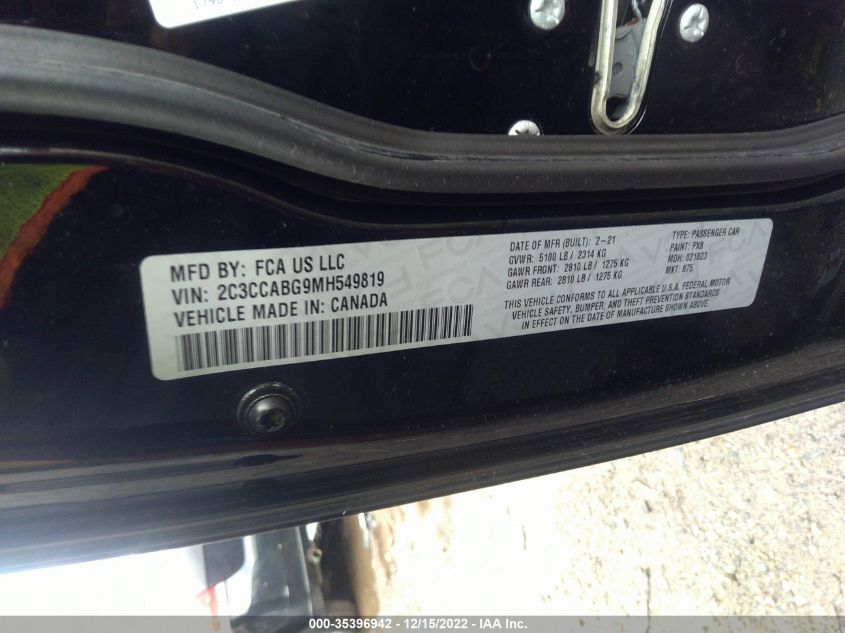 MFD BY: FCA US LLC
VIN: 2C3CCABG9MH549819
VEHICLE MADE IN: CANADA
DATE OF MFR (BUILT): 2-21
GVWR: 5100 LB / 2314 KG
GAWR FRONT: 2810 LB / 1275 KG
GAWR REAR: 2810 LB / 1275 KG
TYPE: PASSENGER CAR
PAINT: PX8
MDH: 021823
MKT: 875
THIS VEHICLE CONFORMS TO ALL APPLICABLE U.S.A. FEDERAL MOTOR
VEHICLE SAFETY, BUMPER, AND THEFT PREVENTION STANDARDS
IN EFFECT ON THE DATE OF MANUFACTURE SHOWN ABOVE.
000-35396942 - 12/15/2022 - IAA Inc.